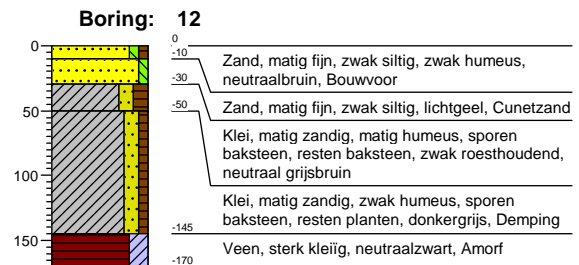 Boring: 12
0
50
100
150
0
-10
-30
-50
-145
-170
Zand, matig fijn, zwak siltig, zwak humeus,
neutraalbruin, Bouwvoor
Zand, matig fijn, zwak siltig, lichtgeel, Cunetzand
Klei, matig zandig, matig humeus, sporen
baksteen, resten baksteen, zwak roesthoudend,
neutraal grijsbruin
Klei, matig zandig, zwak humeus, sporen
baksteen, resten planten, donkergrijs, Demping
Veen, sterk kleiïg, neutraalzwart, Amorf